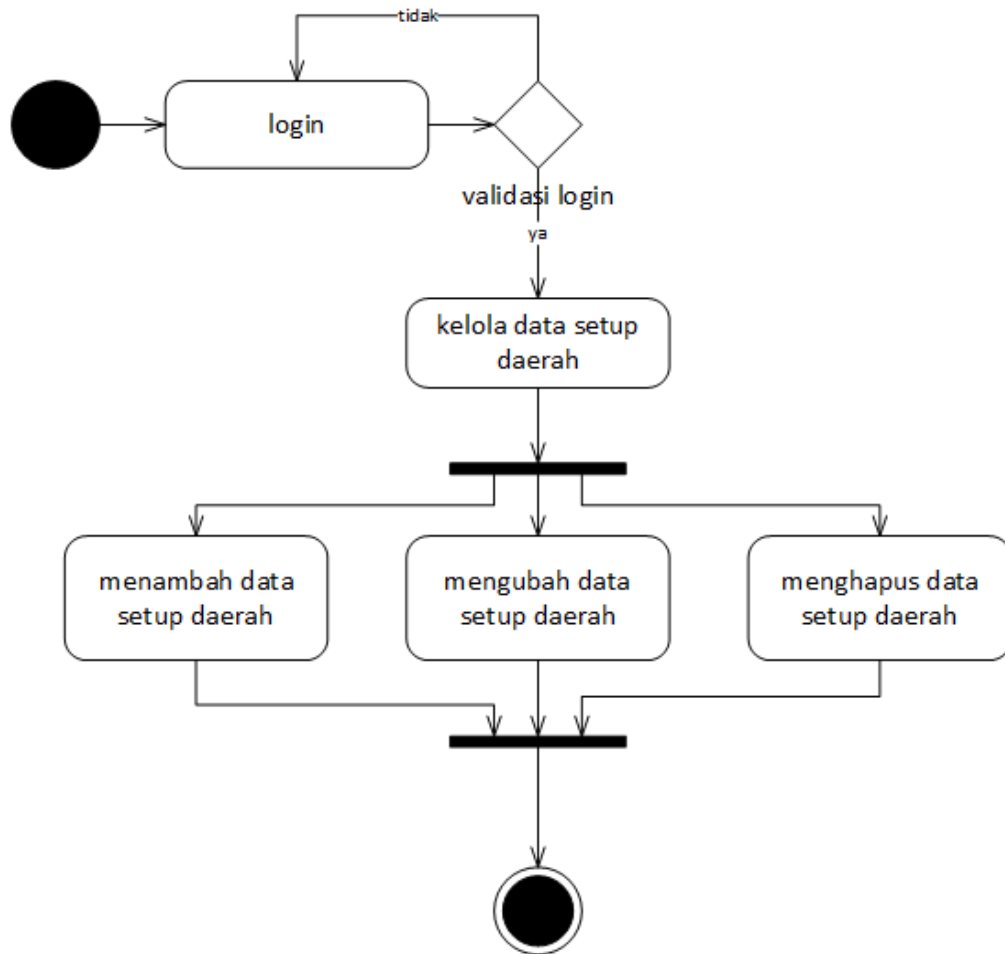 tidak
login
validasi login
ya
kelola data setup
daerah
menambah data
setup daerah
mengubah data
setup daerah
menghapus data
setup daerah